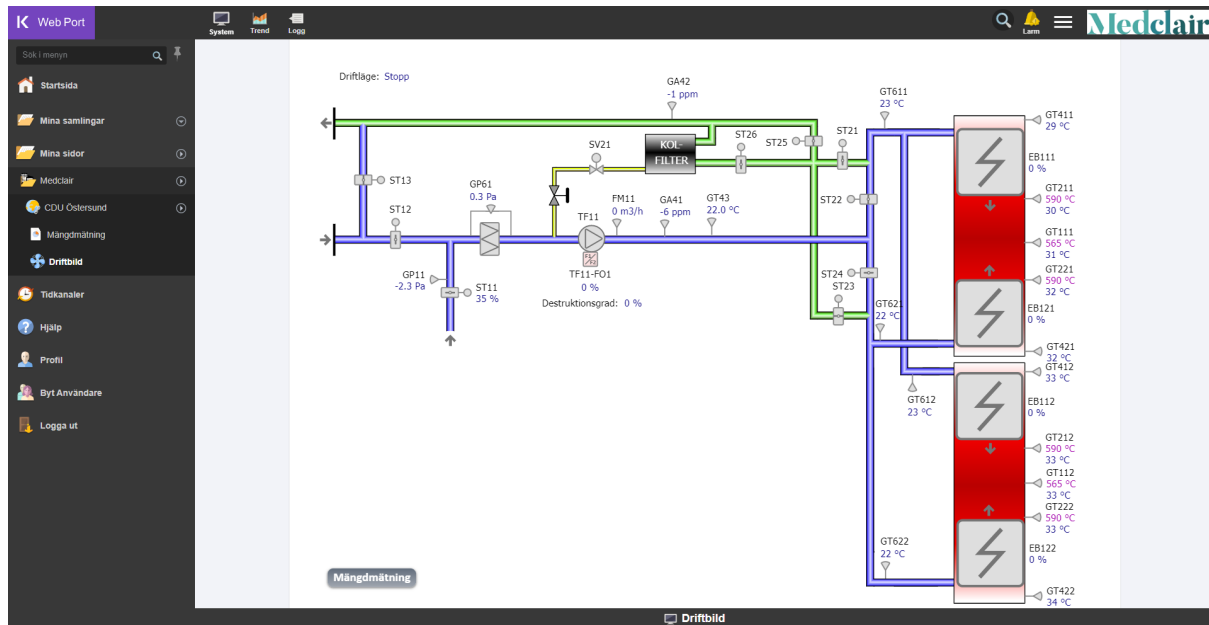 K Web Port
System
Trend
Logg
Larm
Medclair
Sök i menyn
Startsida
Mina samlingar
Mina sidor
Medclair
CDU Östersund
Mängdmätning
Driftbild
Tidkanaler
Hjälp
Profil
Byt Användare
Logga ut
Driftläge: Stopp
GA42
-1 ppm
GT611
23 °C
GT411
29 °C
SV21
KOL-
FILTER
ST26
ST25
ST21
EB111
0 %
ST13
GP61
0.3 Pa
ST12
TF11
FM11
0 m3/h
GA41
-6 ppm
GT43
22.0 °C
ST22
GT211
590 °C
30 °C
GT111
565 °C
31 °C
GP11
-2.3 Pa
ST11
35 %
TF11-FO1
0 %
Destruktionsgrad: 0 %
ST24
ST23
GT621
22 °C
GT221
590 °C
32 °C
EB121
0 %
GT421
32 °C
GT412
33 °C
GT612
23 °C
EB112
0 %
GT212
590 °C
33 °C
GT112
565 °C
33 °C
GT222
590 °C
33 °C
GT622
22 °C
EB122
0 %
GT422
34 °C
Mängdmätning
Driftbild